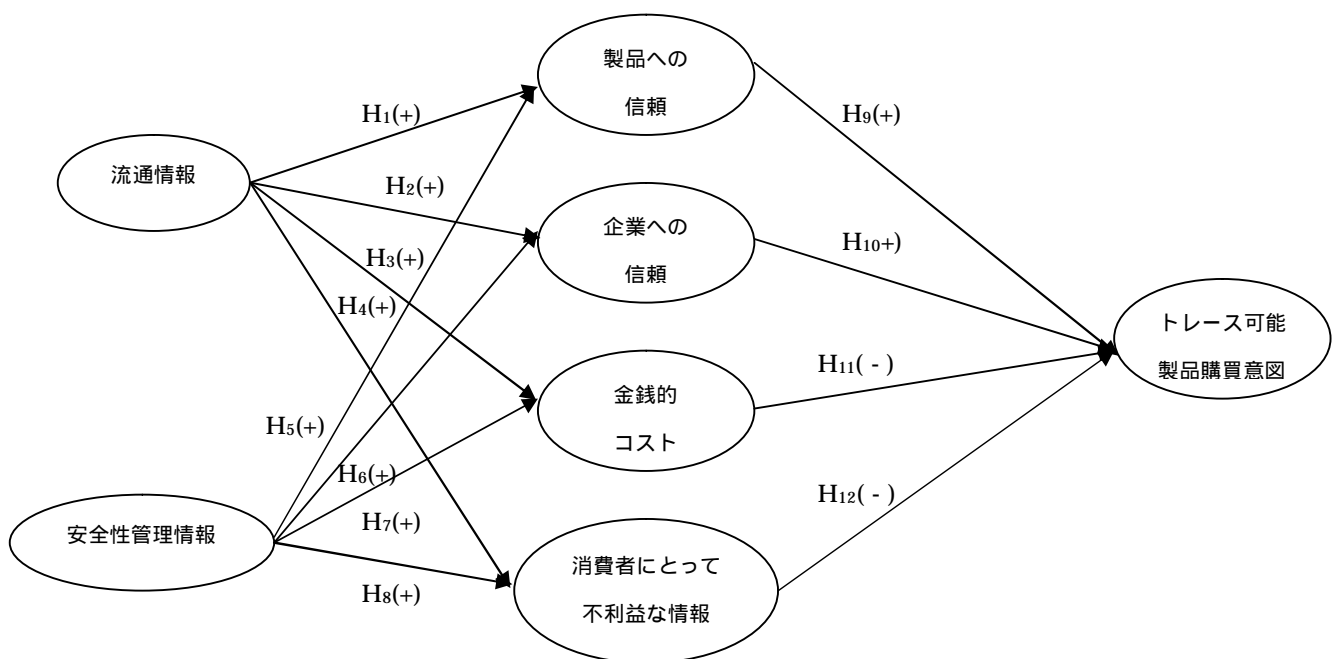 製品への
信頼
H1(+)
H9(+)
流通情報
H2(+)
企業への
信頼
H10+)
H3(+)
H4(+)
トレース可能
製品購買意図
H11( - )
金銭的
コスト
H5(+)
H6(+)
H12( - )
H7(+)
安全性管理情報
消費者にとって
不利益な情報
H8(+)